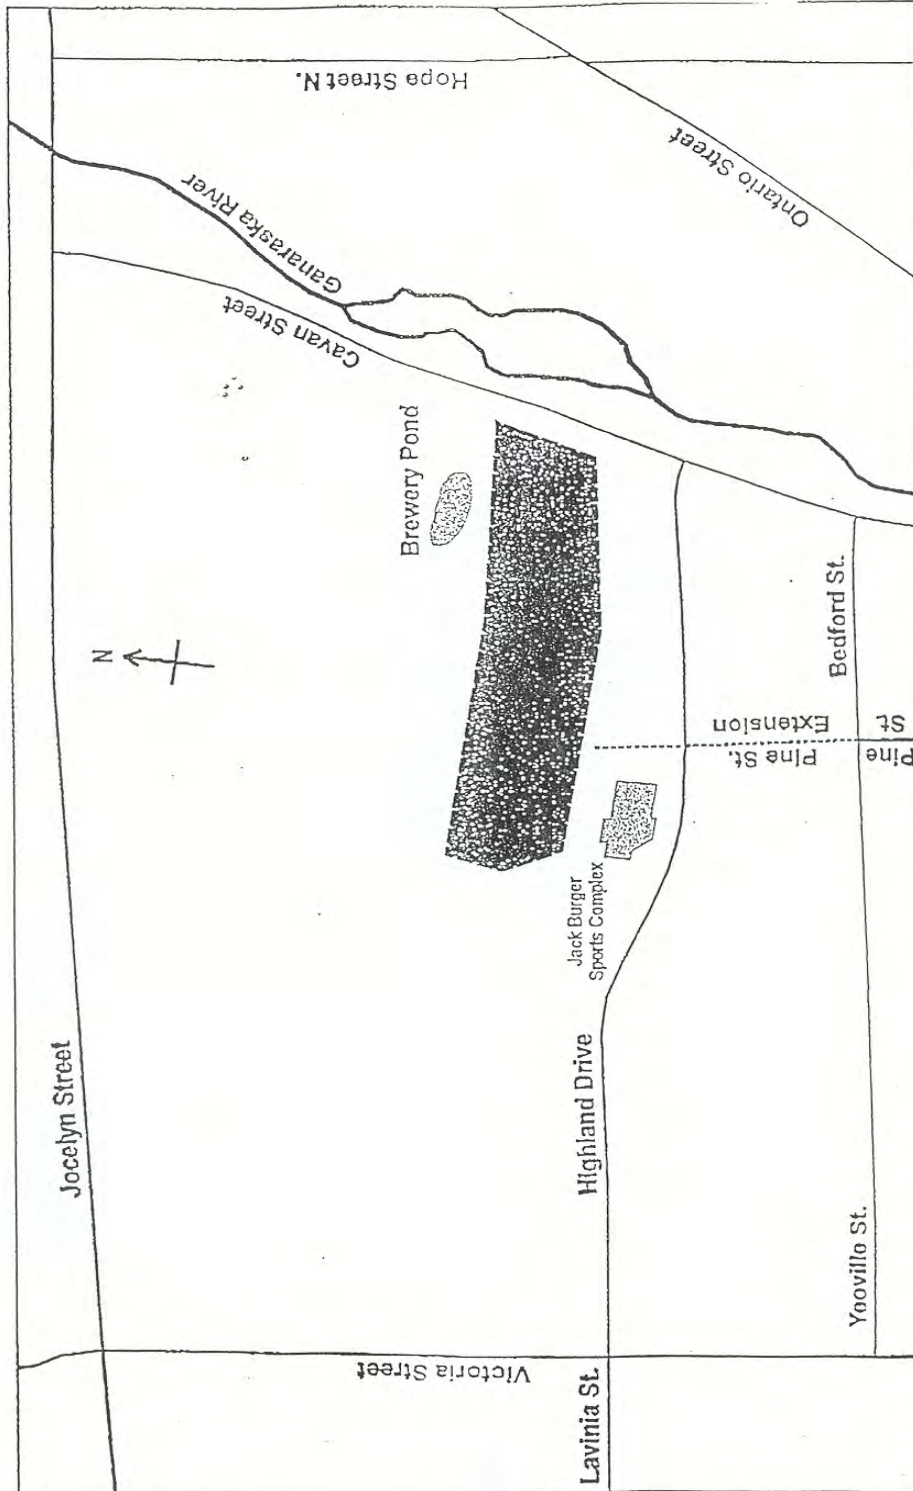 Jocelyn Street
N
Hope Street N.
Ganaraska River
Cavan Street
Ontario Street
Brewery Pond
Jack Burger
Sports Complex
Highland Drive
Victoria Street
Lavinia St.
Pine St.
Extension
Bedford St.
Pine
St
Yeovillo St.